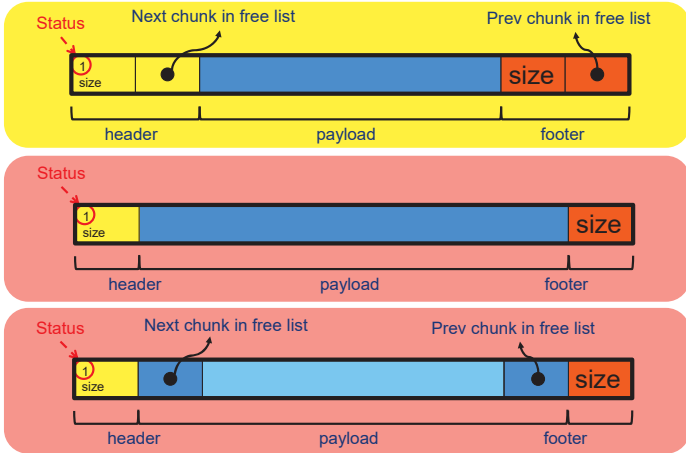 Next chunk in free list
Prev chunk in free list
Status
1
size
size
header
payload
footer
Status
1
size
size
header
payload
footer
Next chunk in free list
Prev chunk in free list
Status
1
size
size
header
payload
footer